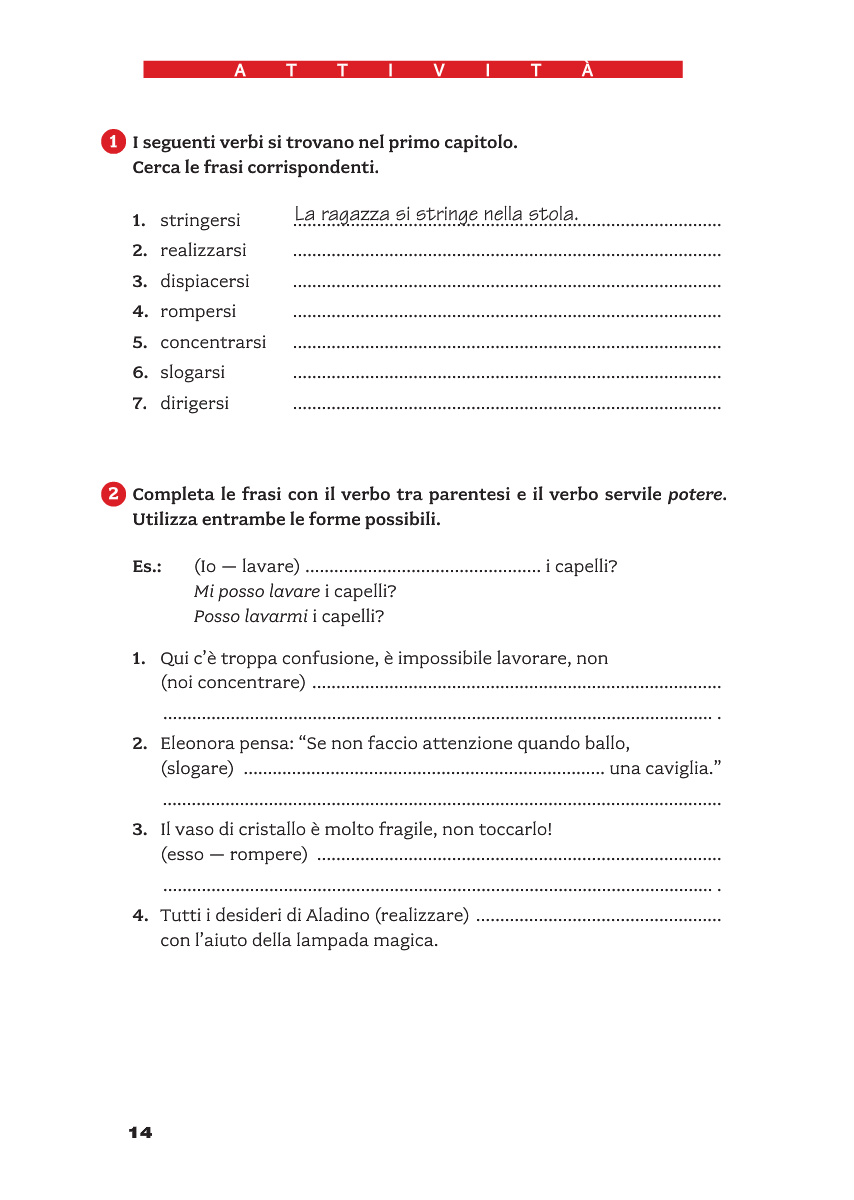 A T T I V I T À
1 I seguenti verbi si trovano nel primo capitolo.
Cerca le frasi corrispondenti.
1. stringersi La ragazza si stringe nella stola.
2. realizzarsi ..........................................................................................
3. dispiacersi ..........................................................................................
4. rompersi ..........................................................................................
5. concentrarsi ..........................................................................................
6. slogarsi ..........................................................................................
7. dirigersi ..........................................................................................
2 Completa le frasi con il verbo tra parentesi e il verbo servile potere.
Utilizza entrambe le forme possibili.
Es.: (Io — lavare) ................................................. i capelli?
Mi posso lavare i capelli?
Posso lavarmi i capelli?
1. Qui c’è troppa confusione, è impossibile lavorare, non
(noi concentrare) .....................................................................................
................................................................................................................... .
2. Eleonora pensa: “Se non faccio attenzione quando ballo,
(slogare) ........................................................................... una caviglia.”
....................................................................................................................
3. Il vaso di cristallo è molto fragile, non toccarlo!
(esso — rompere) ....................................................................................
................................................................................................................... .
4. Tutti i desideri di Aladino (realizzare) ...................................................
con l’aiuto della lampada magica.
14